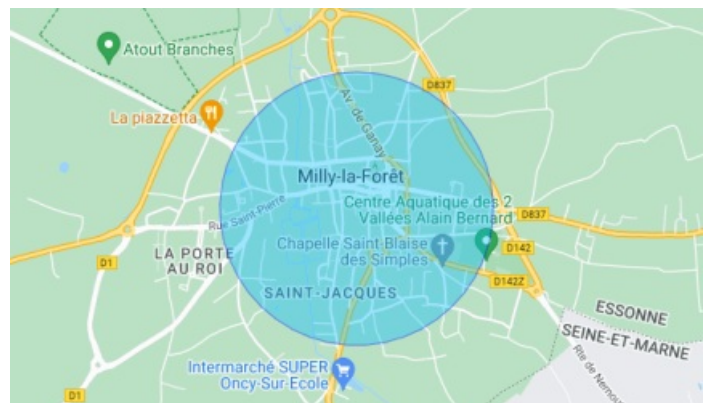 Atout Branches
D837
La piazzetta
Av. de Ganay
Milly-la-Forêt
Centre Aquatique des 2
Vallées Alain Bernard
Rue Saint-Pierre
D837
Chapelle Saint Blaise
des Simples
D142
LA PORTE
AU ROI
D1
D142Z
SAINT-JACQUES
ESSONNE
SEINE-ET-MARNE
Rte de Nemours
Intermarché SUPER
Oncy-Sur-Ecole
D1